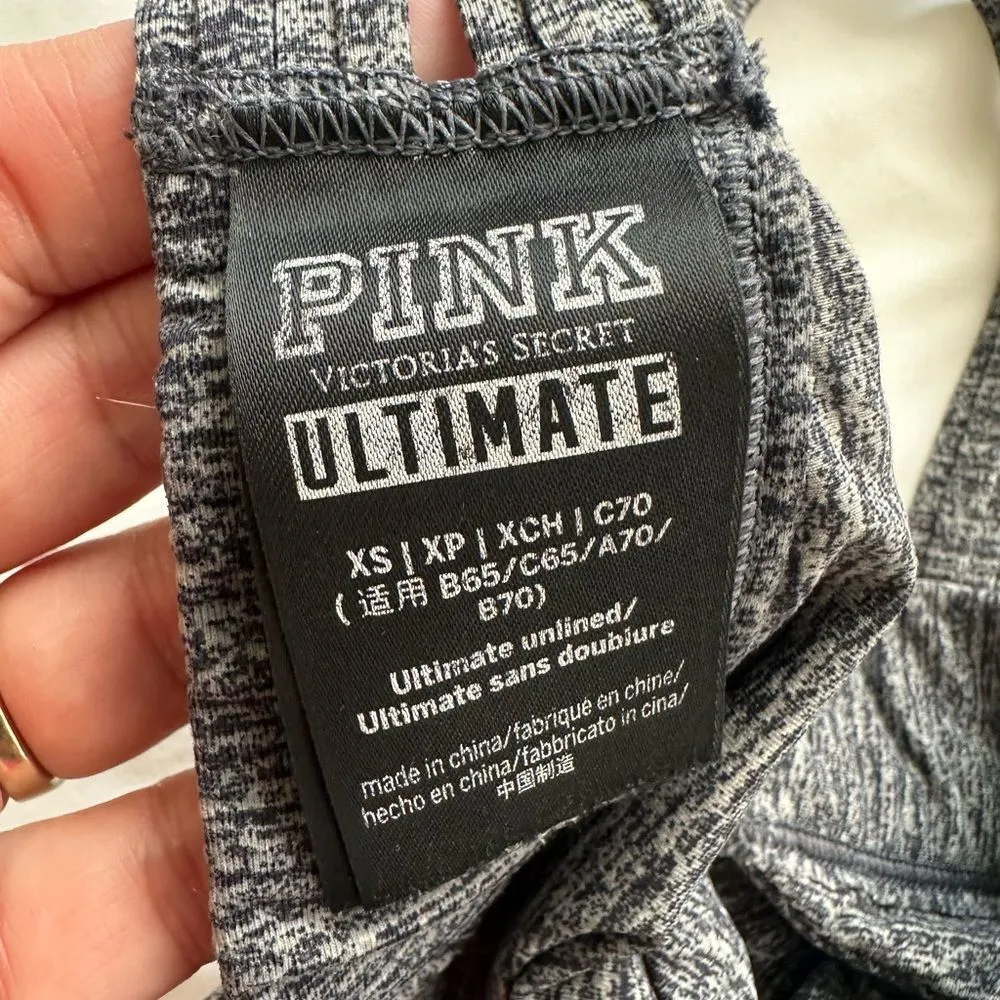 PINK
VICTORIA'S SECRET
ULTIMATE
XS | XP | XCH | C70
( 适用 B65/C65/A70/
B70)
Ultimate unlined/
Ultimate sans doublure
made in china/fabriqué en chine/
hecho en china/fabbricato in cina/
中国制造